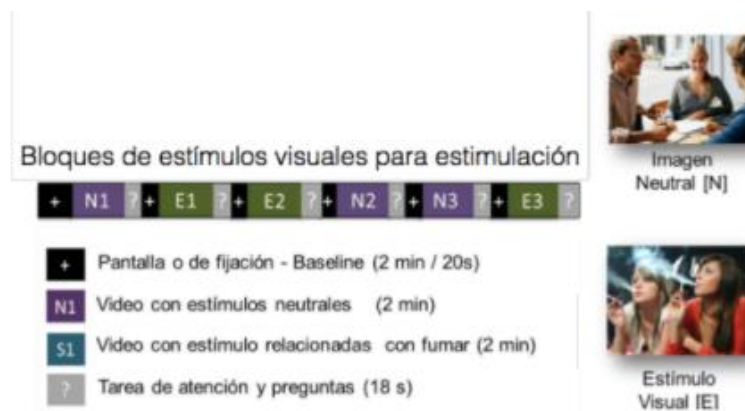 Bloques de estímulos visuales para estimulación
+ N1 ? + E1 ? + E2 ? + N2 ? + N3 ? + E3 ?
+ Pantalla o de fijación - Baseline (2 min / 20s)
N1 Video con estímulos neutrales (2 min)
S1 Video con estímulo relacionadas con fumar (2 min)
? Tarea de atención y preguntas (18 s)
Imagen
Neutral [N]
Estímulo
Visual [E]